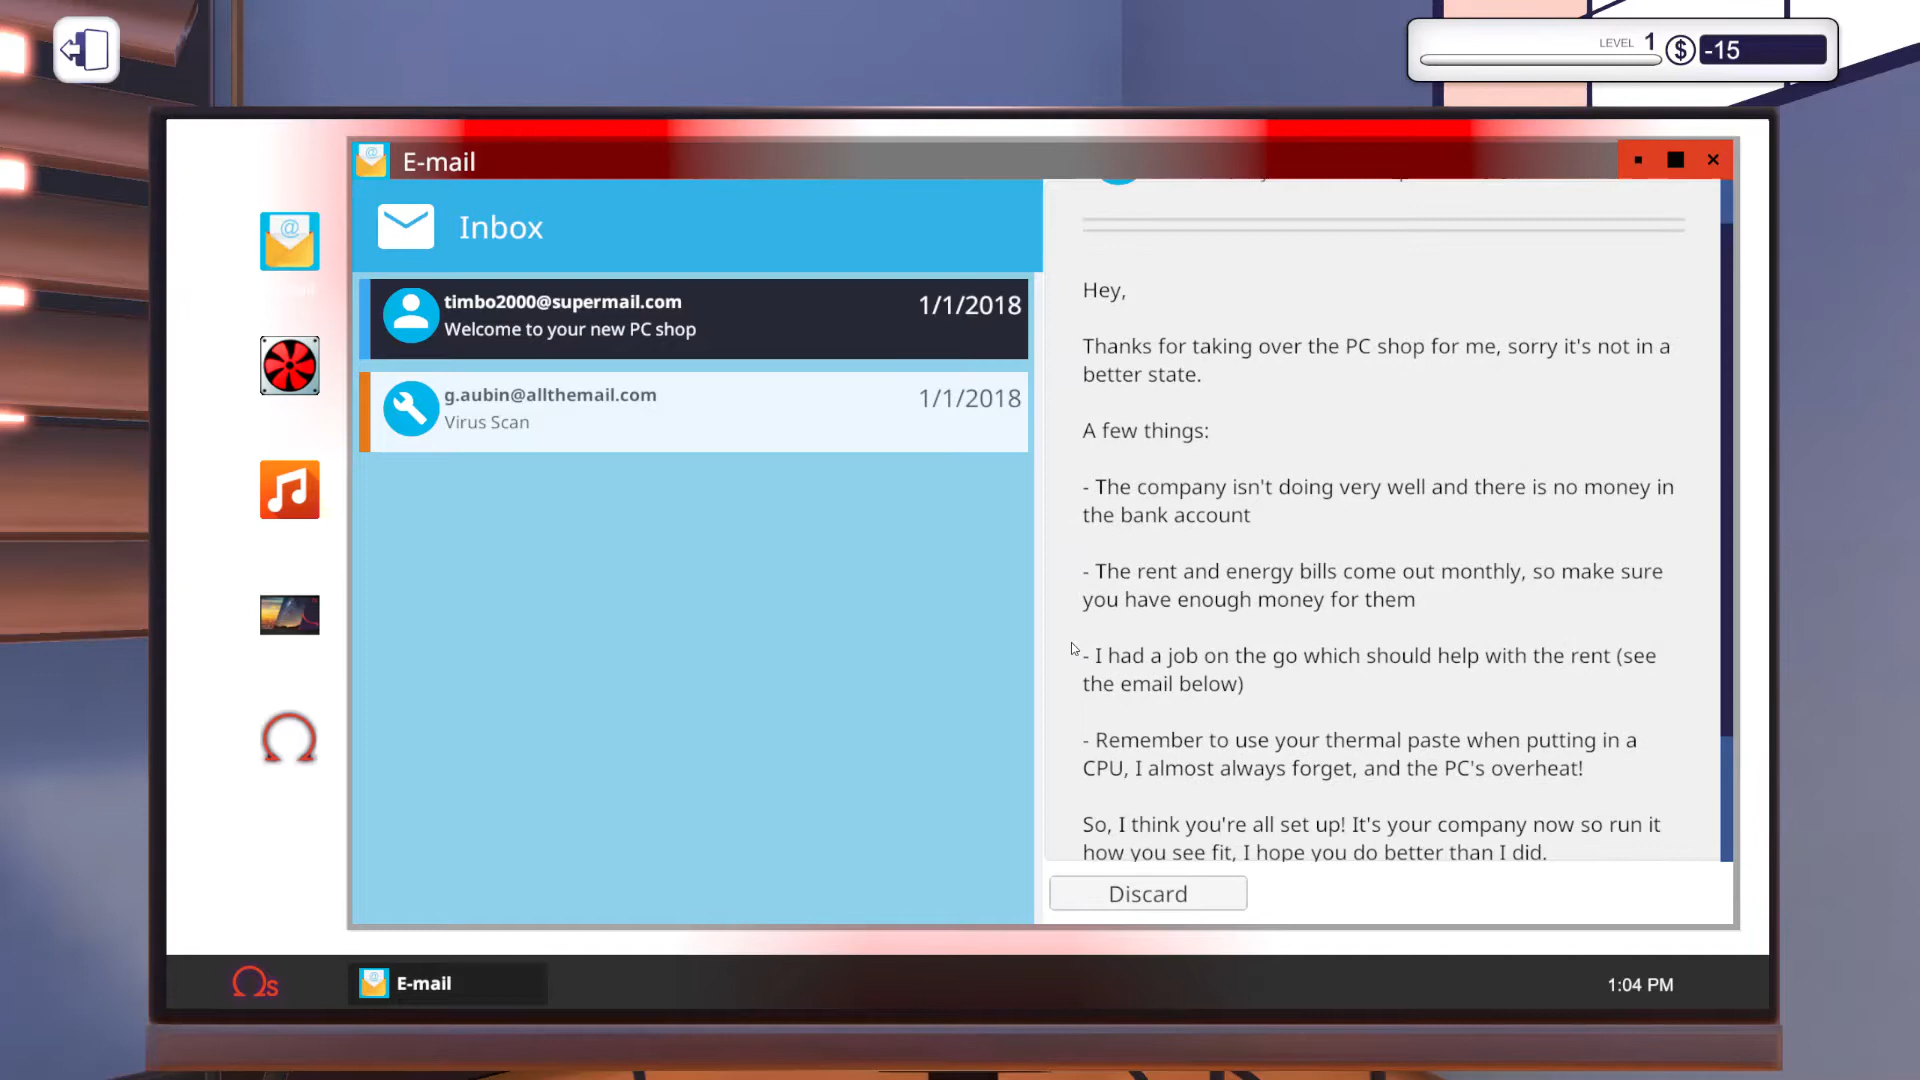 LEVEL 1
$ -15
E-mail
Inbox
timbo2000@supermail.com
1/1/2018
Welcome to your new PC shop
g.aubin@allthemail.com
1/1/2018
Virus Scan
Hey,
Thanks for taking over the PC shop for me, sorry it's not in a
better state.
A few things:
- The company isn't doing very well and there is no money in
the bank account
- The rent and energy bills come out monthly, so make sure
you have enough money for them
- I had a job on the go which should help with the rent (see
the email below)
- Remember to use your thermal paste when putting in a
CPU, I almost always forget, and the PC's overheat!
So, I think you're all set up! It's your company now so run it
how you see fit, I hope you do better than I did.
Discard
Ωs
E-mail
1:04 PM